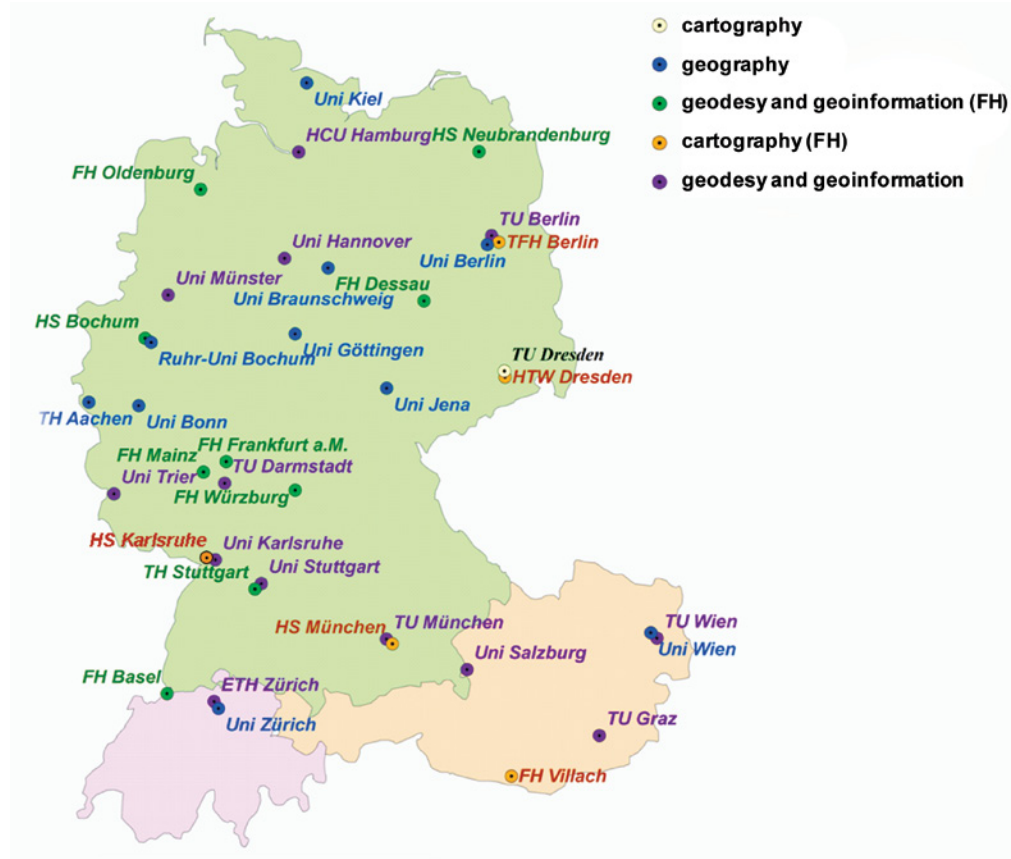 cartography
geography
geodesy and geoinformation (FH)
cartography (FH)
geodesy and geoinformation
Uni Kiel
HCU Hamburg
HS Neubrandenburg
FH Oldenburg
TU Berlin
TFH Berlin
Uni Berlin
Uni Hannover
Uni Münster
FH Dessau
Uni Braunschweig
HS Bochum
Ruhr-Uni Bochum
Uni Göttingen
TU Dresden
HTW Dresden
Uni Jena
TH Aachen
Uni Bonn
FH Frankfurt a.M.
FH Mainz
TU Darmstadt
Uni Trier
FH Würzburg
HS Karlsruhe
Uni Karlsruhe
TH Stuttgart
Uni Stuttgart
HS München
TU München
TU Wien
Uni Wien
Uni Salzburg
FH Basel
ETH Zürich
Uni Zürich
TU Graz
FH Villach